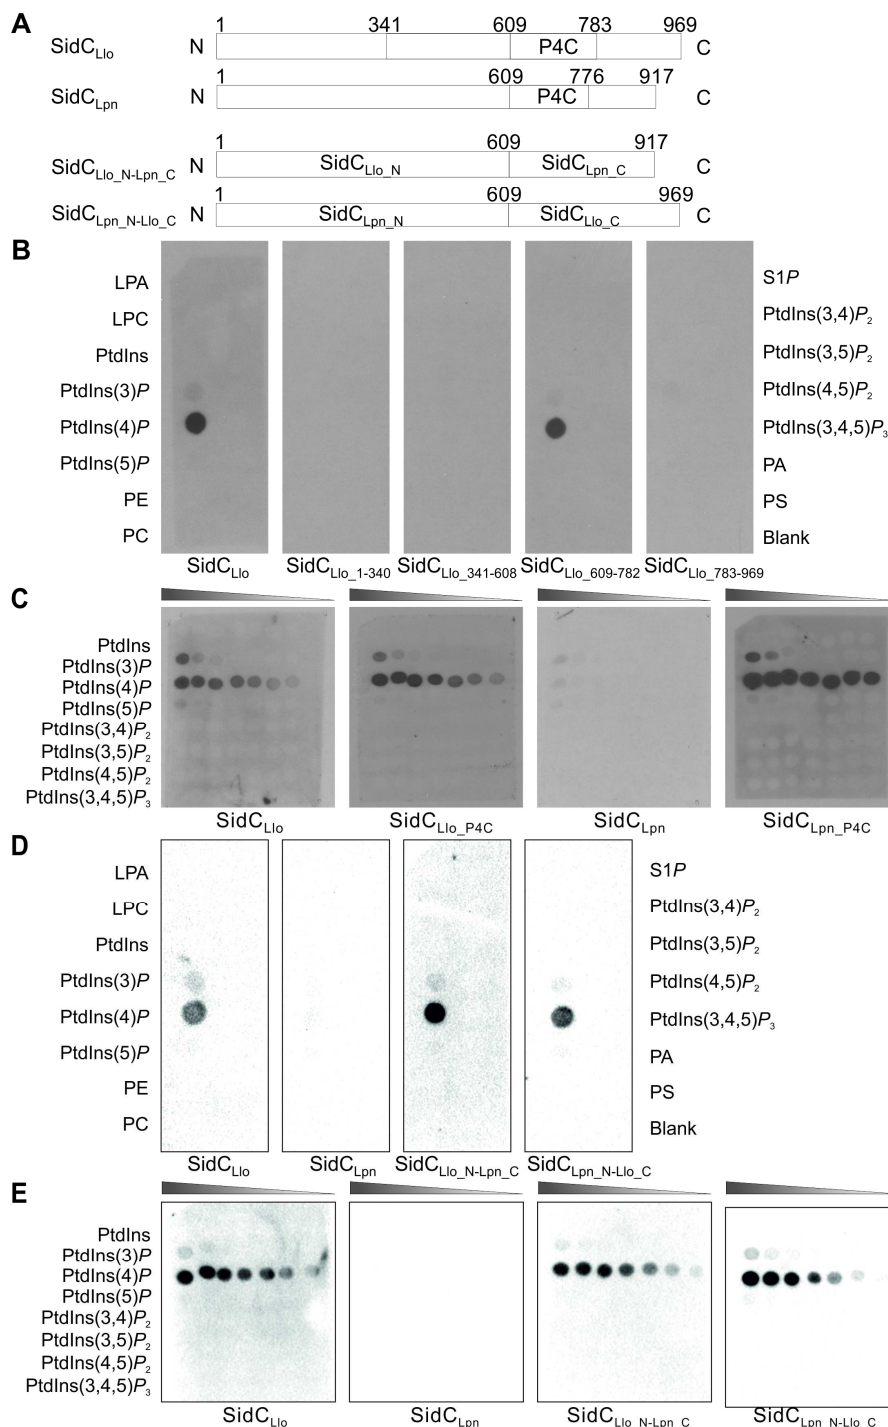 A
1 341 609 783 969
SidC_Llo N P4C C
1 609 776 917
SidC_Lpn N P4C C
1 609 917
SidC_Llo_N-Lpn_C N SidC_Llo_N SidC_Lpn_C C
1 609 969
SidC_Lpn_N-Llo_C N SidC_Lpn_N SidC_Llo_C C
B
LPA
LPC
PtdIns
PtdIns(3)P
PtdIns(4)P
PtdIns(5)P
PE
PC
S1P
PtdIns(3,4)P2
PtdIns(3,5)P2
PtdIns(4,5)P2
PtdIns(3,4,5)P3
PA
PS
Blank
SidC_Llo SidC_Llo_1-340 SidC_Llo_341-608 SidC_Llo_609-782 SidC_Llo_783-969
C
PtdIns
PtdIns(3)P
PtdIns(4)P
PtdIns(5)P
PtdIns(3,4)P2
PtdIns(3,5)P2
PtdIns(4,5)P2
PtdIns(3,4,5)P3
SidC_Llo SidC_Llo_P4C SidC_Lpn SidC_Lpn_P4C
D
LPA
LPC
PtdIns
PtdIns(3)P
PtdIns(4)P
PtdIns(5)P
PE
PC
S1P
PtdIns(3,4)P2
PtdIns(3,5)P2
PtdIns(4,5)P2
PtdIns(3,4,5)P3
PA
PS
Blank
SidC_Llo SidC_Lpn SidC_Llo_N-Lpn_C SidC_Lpn_N-Llo_C
E
PtdIns
PtdIns(3)P
PtdIns(4)P
PtdIns(5)P
PtdIns(3,4)P2
PtdIns(3,5)P2
PtdIns(4,5)P2
PtdIns(3,4,5)P3
SidC_Llo SidC_Lpn SidC_Llo_N-Lpn_C SidC_Lpn_N-Llo_C